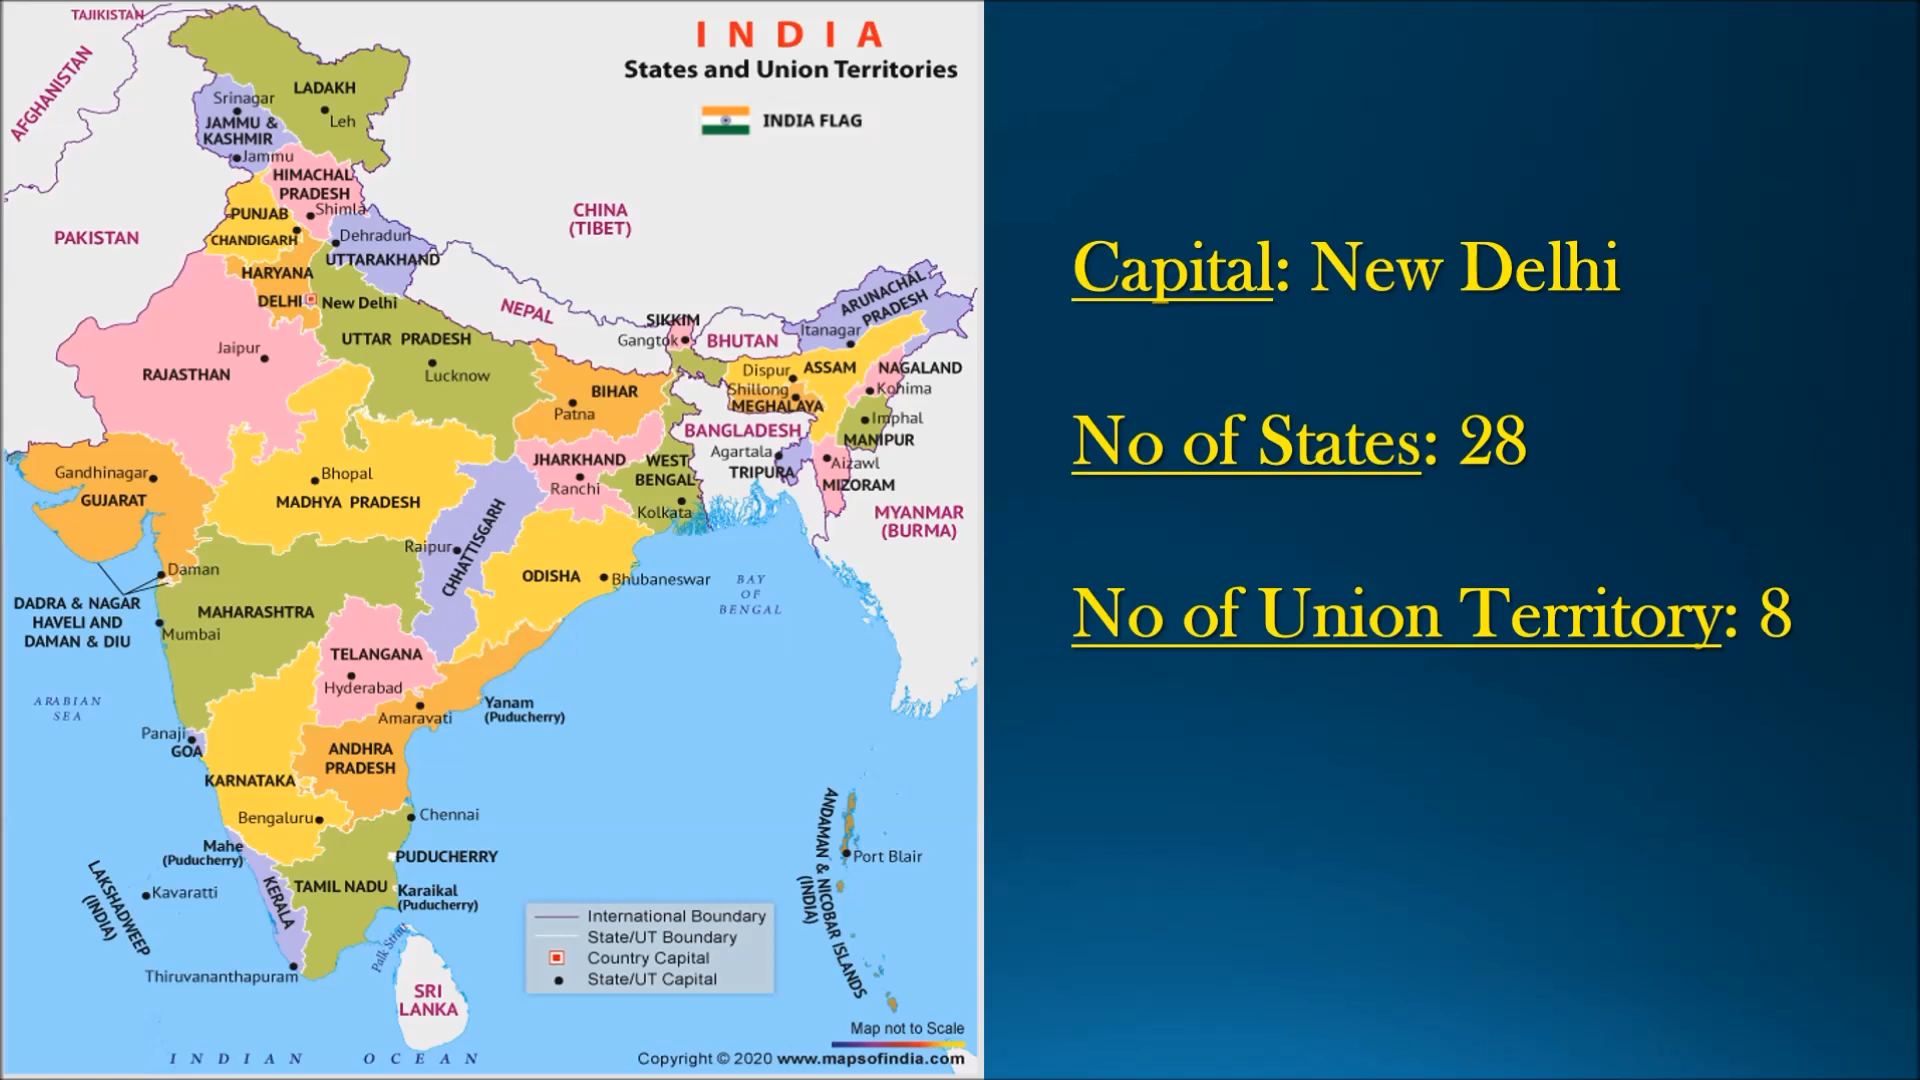 TAJIKISTAN
AFGHANISTAN
INDIA
States and Union Territories
INDIA FLAG
LADAKH
Leh
Srinagar
JAMMU &
KASHMIR
Jammu
HIMACHAL
PRADESH
Shimla
PUNJAB
CHANDIGARH
Dehradun
UTTARAKHAND
HARYANA
DELHI
New Delhi
PAKISTAN
CHINA
(TIBET)
NEPAL
SIKKIM
Gangtok
BHUTAN
ARUNACHAL
PRADESH
Itanagar
UTTAR PRADESH
Lucknow
Jaipur
RAJASTHAN
BIHAR
Patna
Dispur
ASSAM
NAGALAND
Shillong
Kohima
MEGHALAYA
Imphal
BANGLADESH
MANIPUR
Agartala
TRIPURA
Aizawl
MIZORAM
MYANMAR
(BURMA)
Gandhinagar
GUJARAT
Bhopal
MADHYA PRADESH
JHARKHAND
Ranchi
WEST
BENGAL
Kolkata
Raipur
CHHATTISGARH
ODISHA
Bhubaneswar
BAY
OF
BENGAL
Daman
DADRA & NAGAR
HAVELI AND
DAMAN & DIU
MAHARASHTRA
Mumbai
TELANGANA
Hyderabad
Amaravati
Yanam
(Puducherry)
ARABIAN
SEA
Panaji
GOA
ANDHRA
PRADESH
KARNATAKA
Bengaluru
Chennai
Mahe
(Puducherry)
PUDUCHERRY
TAMIL NADU
Karaikal
(Puducherry)
KERALA
LAKSHADWEEP
(INDIA)
Kavaratti
Thiruvananthapuram
Palk Strait
SRI
LANKA
ANDAMAN & NICOBAR ISLANDS
(INDIA)
Port Blair
International Boundary
State/UT Boundary
Country Capital
State/UT Capital
Map not to Scale
INDIAN OCEAN
Copyright © 2020 www.mapsofindia.com
Capital: New Delhi
No of States: 28
No of Union Territory: 8